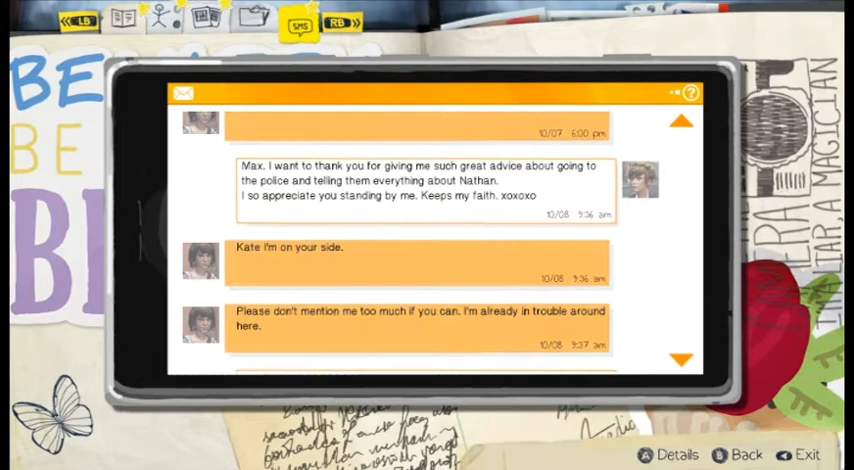 LB
SMS
RB
BE
BE
10/07 6:00 pm
Max. I want to thank you for giving me such great advice about going to
the police and telling them everything about Nathan.
I so appreciate you standing by me. Keeps my faith. xoxoxo
10/08 9:36 am
Kate I'm on your side.
10/08 9:36 am
Please don't mention me too much if you can. I'm already in trouble around
here.
10/08 9:37 am
LIAR, A MAGICIAN
A Details B Back Exit